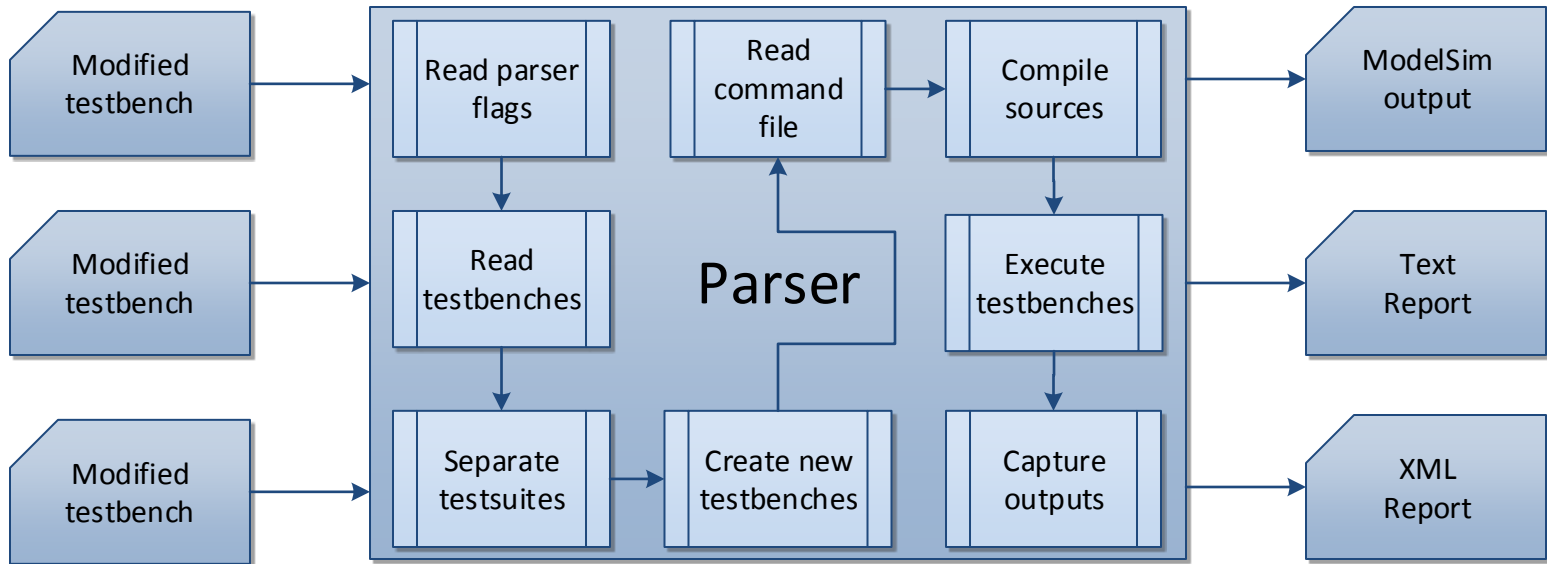 Modified
testbench
Modified
testbench
Modified
testbench
Read parser
flags
Read
testbenches
Separate
testsuites
Create new
testbenches
Read
command
file
Parser
Compile
sources
Execute
testbenches
Capture
outputs
ModelSim
output
Text
Report
XML
Report